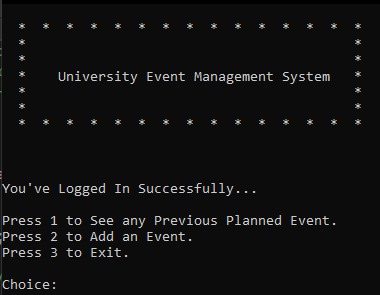 * * * * * * * * * * * * * * * * * * * * * *
* *
* *
* University Event Management System *
* *
* *
* * * * * * * * * * * * * * * * * * * * * *
You've Logged In Successfully...
Press 1 to See any Previous Planned Event.
Press 2 to Add an Event.
Press 3 to Exit.
Choice: